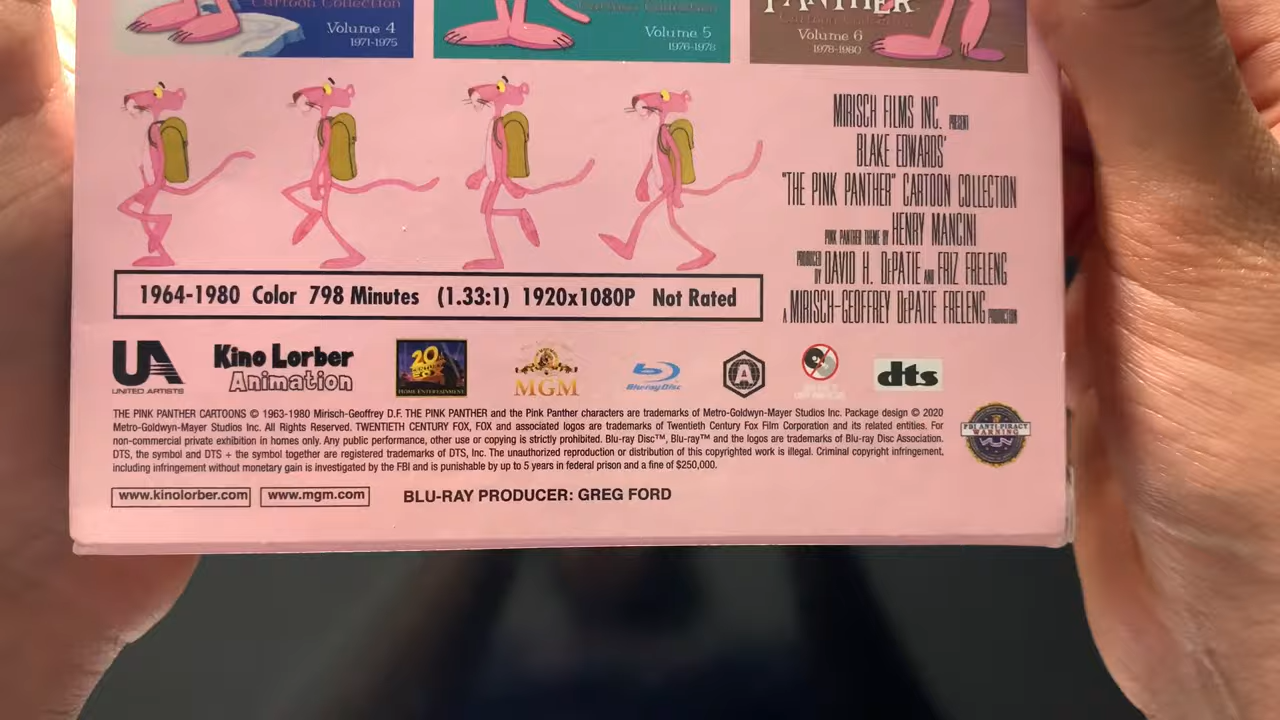 Cartoon Collection
Volume 4
1971-1975
Cartoon Collection
Volume 5
1976-1978
PANTHER
Cartoon Collection
Volume 6
1978-1980
MIRISCH FILMS INC. PRESENT
BLAKE EDWARDS'
"THE PINK PANTHER" CARTOON COLLECTION
PINK PANTHER THEME BY HENRY MANCINI
PRODUCED BY DAVID H. DePATIE AND FRIZ FRELENG
A MIRISCH-GEOFFREY DePATIE FRELENG PRODUCTION
1964-1980 Color 798 Minutes (1.33:1) 1920x1080P Not Rated
UA
UNITED ARTISTS
Kino Lorber
Animation
20
HOME ENTERTAINMENT
MGM
Blu-ray Disc
A
dts
THE PINK PANTHER CARTOONS © 1963-1980 Mirisch-Geoffrey D.F. THE PINK PANTHER and the Pink Panther characters are trademarks of Metro-Goldwyn-Mayer Studios Inc. Package design © 2020
Metro-Goldwyn-Mayer Studios Inc. All Rights Reserved. TWENTIETH CENTURY FOX, FOX and associated logos are trademarks of Twentieth Century Fox Film Corporation and its related entities. For
non-commercial private exhibition in homes only. Any public performance, other use or copying is strictly prohibited. Blu-ray Disc™, Blu-ray™ and the logos are trademarks of Blu-ray Disc Association.
DTS, the symbol and DTS + the symbol together are registered trademarks of DTS, Inc. The unauthorized reproduction or distribution of this copyrighted work is illegal. Criminal copyright infringement,
including infringement without monetary gain is investigated by the FBI and is punishable by up to 5 years in federal prison and a fine of $250,000.
FBI ANTI-PIRACY
WARNING
www.kinolorber.com
www.mgm.com
BLU-RAY PRODUCER: GREG FORD